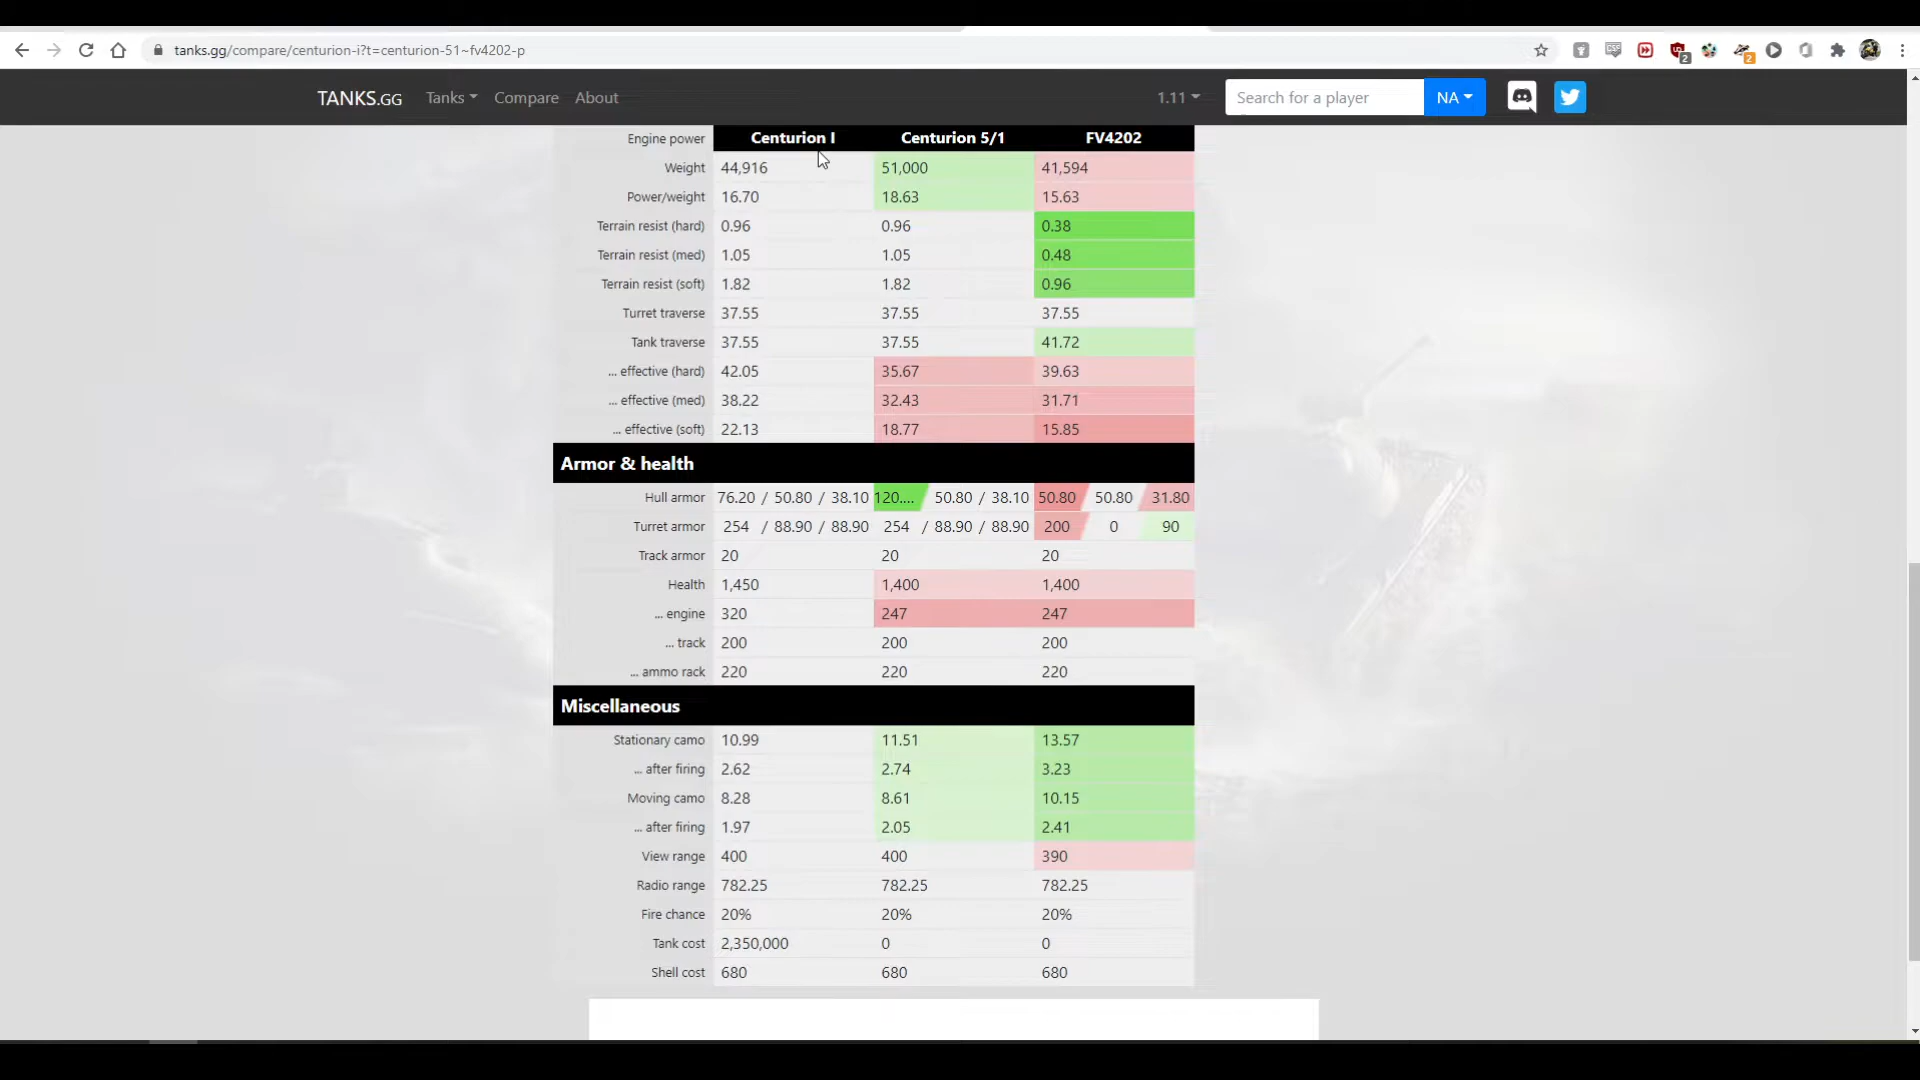 tanks.gg/compare/centurion-i?t=centurion-51~fv4202-p
2 2
TANKS.GG Tanks Compare About 1.11 Search for a player NA
Engine power Centurion I Centurion 5/1 FV4202
Weight 44,916 51,000 41,594
Power/weight 16.70 18.63 15.63
Terrain resist (hard) 0.96 0.96 0.38
Terrain resist (med) 1.05 1.05 0.48
Terrain resist (soft) 1.82 1.82 0.96
Turret traverse 37.55 37.55 37.55
Tank traverse 37.55 37.55 41.72
... effective (hard) 42.05 35.67 39.63
... effective (med) 38.22 32.43 31.71
... effective (soft) 22.13 18.77 15.85
Armor & health
Hull armor 76.20 / 50.80 / 38.10 120.... 50.80 / 38.10 50.80 50.80 31.80
Turret armor 254 / 88.90 / 88.90 254 / 88.90 / 88.90 200 0 90
Track armor 20 20 20
Health 1,450 1,400 1,400
... engine 320 247 247
... track 200 200 200
... ammo rack 220 220 220
Miscellaneous
Stationary camo 10.99 11.51 13.57
... after firing 2.62 2.74 3.23
Moving camo 8.28 8.61 10.15
... after firing 1.97 2.05 2.41
View range 400 400 390
Radio range 782.25 782.25 782.25
Fire chance 20% 20% 20%
Tank cost 2,350,000 0 0
Shell cost 680 680 680